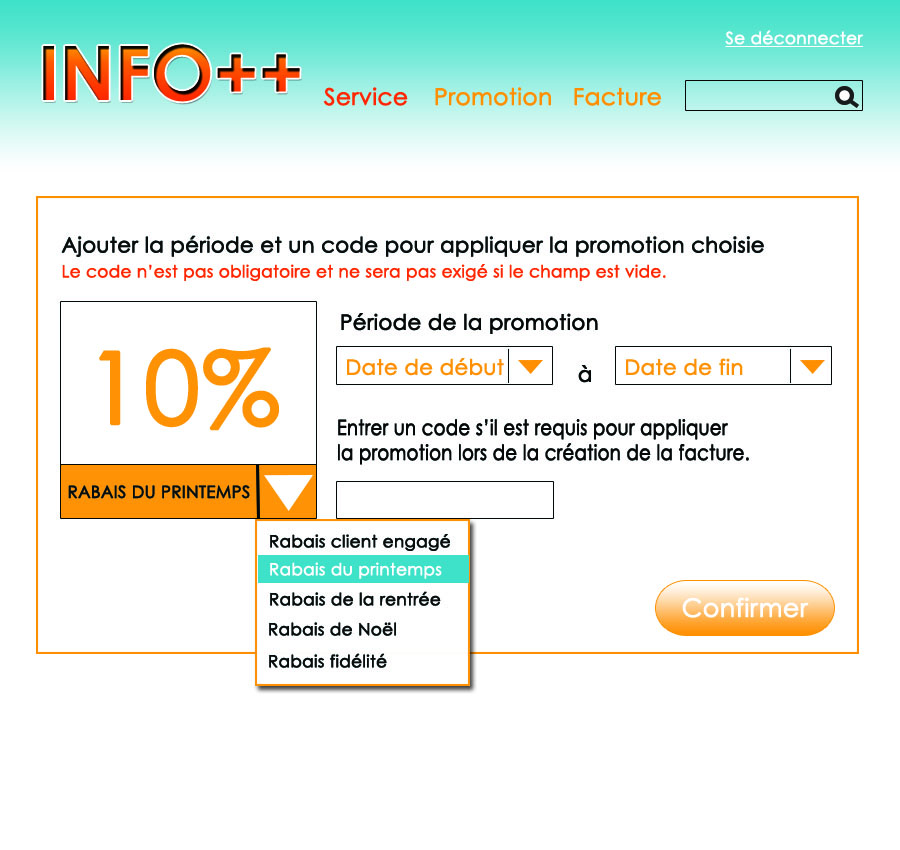 Se déconnecter
INFO++
Service Promotion Facture
Ajouter la période et un code pour appliquer la promotion choisie
Le code n'est pas obligatoire et ne sera pas exigé si le champ est vide.
10%
RABAIS DU PRINTEMPS
Période de la promotion
Date de début à Date de fin
Entrer un code s'il est requis pour appliquer
la promotion lors de la création de la facture.
Rabais client engagé
Rabais du printemps
Rabais de la rentrée
Rabais de Noël
Rabais fidélité
Confirmer